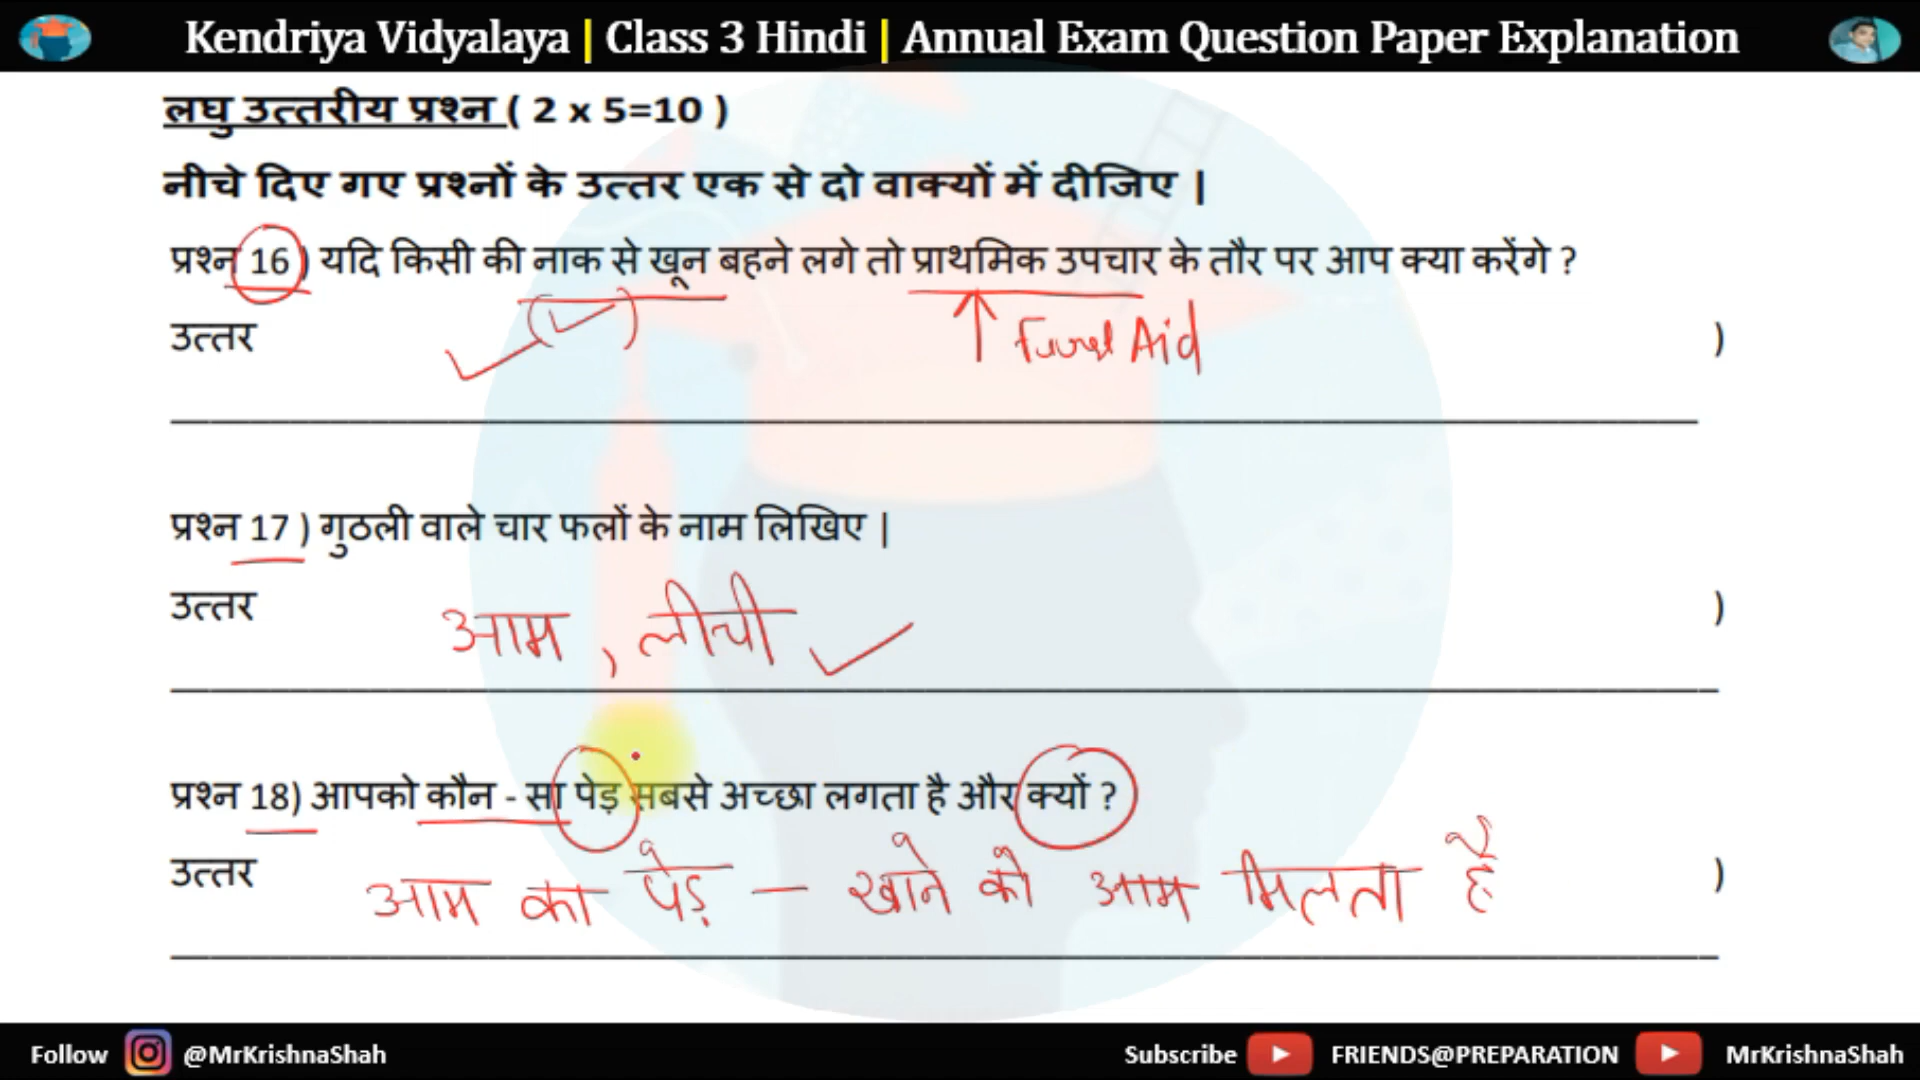 Kendriya Vidyalaya | Class 3 Hindi | Annual Exam Question Paper Explanation
लघु उत्तरीय प्रश्न ( 2 x 5=10 )
नीचे दिए गए प्रश्नों के उत्तर एक से दो वाक्यों में दीजिए |
प्रश्न 16 ) यदि किसी की नाक से खून बहने लगे तो प्राथमिक उपचार के तौर पर आप क्या करेंगे ?
उत्तर )
Aid
प्रश्न 17 ) गुठली वाले चार फलों के नाम लिखिए |
उत्तर )
आम , लीची
प्रश्न 18) आपको कौन - सा पेड़ सबसे अच्छा लगता है और क्यों ?
उत्तर )
आम का पेड़ – खाने को आम मिलता है
Follow @MrKrishnaShah Subscribe FRIENDS@PREPARATION MrKrishnaShah